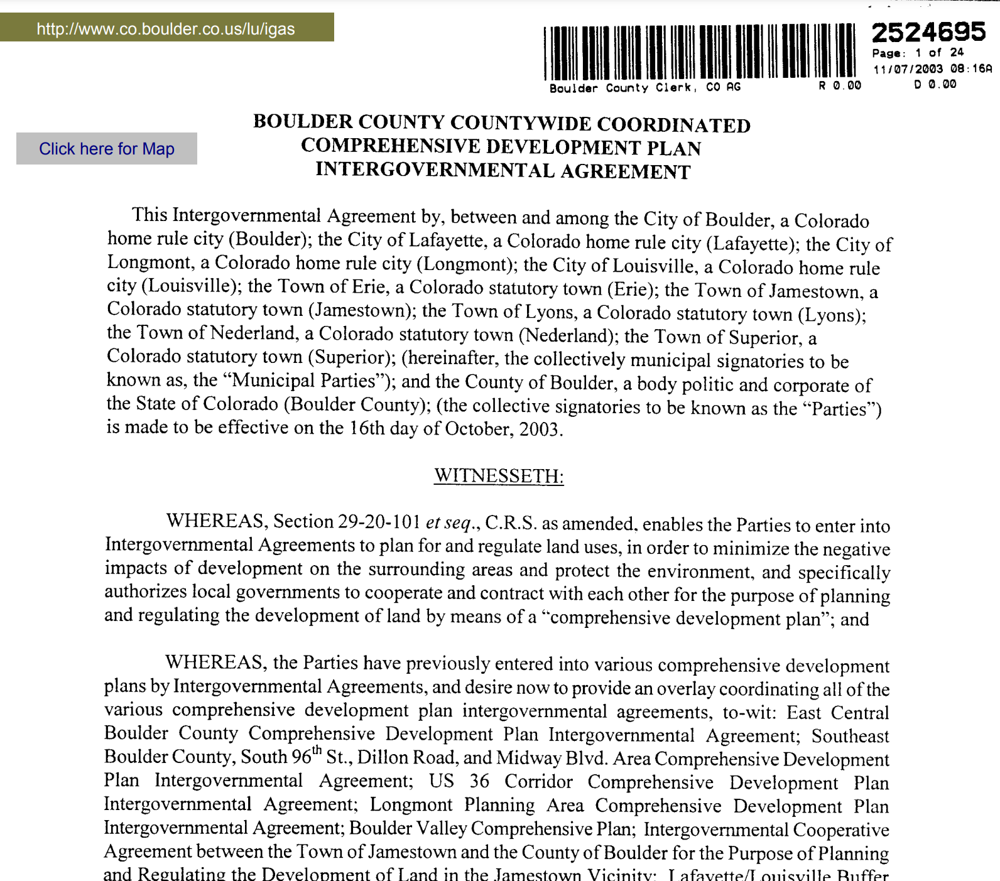 http://www.co.boulder.co.us/lu/igas
2524695
Page: 1 of 24
11/07/2003 08:16A
Boulder County Clerk, CO AG R 0.00 D 0.00
BOULDER COUNTY COUNTYWIDE COORDINATED
Click here for Map
COMPREHENSIVE DEVELOPMENT PLAN
INTERGOVERNMENTAL AGREEMENT
This Intergovernmental Agreement by, between and among the City of Boulder, a Colorado
home rule city (Boulder); the City of Lafayette, a Colorado home rule city (Lafayette); the City of
Longmont, a Colorado home rule city (Longmont); the City of Louisville, a Colorado home rule
city (Louisville); the Town of Erie, a Colorado statutory town (Erie); the Town of Jamestown, a
Colorado statutory town (Jamestown); the Town of Lyons, a Colorado statutory town (Lyons);
the Town of Nederland, a Colorado statutory town (Nederland); the Town of Superior, a
Colorado statutory town (Superior); (hereinafter, the collectively municipal signatories to be
known as, the “Municipal Parties”); and the County of Boulder, a body politic and corporate of
the State of Colorado (Boulder County); (the collective signatories to be known as the “Parties”)
is made to be effective on the 16th day of October, 2003.
WITNESSETH:
WHEREAS, Section 29-20-101 et seq., C.R.S. as amended, enables the Parties to enter into
Intergovernmental Agreements to plan for and regulate land uses, in order to minimize the negative
impacts of development on the surrounding areas and protect the environment, and specifically
authorizes local governments to cooperate and contract with each other for the purpose of planning
and regulating the development of land by means of a “comprehensive development plan”; and
WHEREAS, the Parties have previously entered into various comprehensive development
plans by Intergovernmental Agreements, and desire now to provide an overlay coordinating all of the
various comprehensive development plan intergovernmental agreements, to-wit: East Central
Boulder County Comprehensive Development Plan Intergovernmental Agreement; Southeast
Boulder County, South 96th St., Dillon Road, and Midway Blvd. Area Comprehensive Development
Plan Intergovernmental Agreement; US 36 Corridor Comprehensive Development Plan
Intergovernmental Agreement; Longmont Planning Area Comprehensive Development Plan
Intergovernmental Agreement; Boulder Valley Comprehensive Plan; Intergovernmental Cooperative
Agreement between the Town of Jamestown and the County of Boulder for the Purpose of Planning
and Regulating the Development of Land in the Jamestown Vicinity; Lafayette/Louisville Buffer